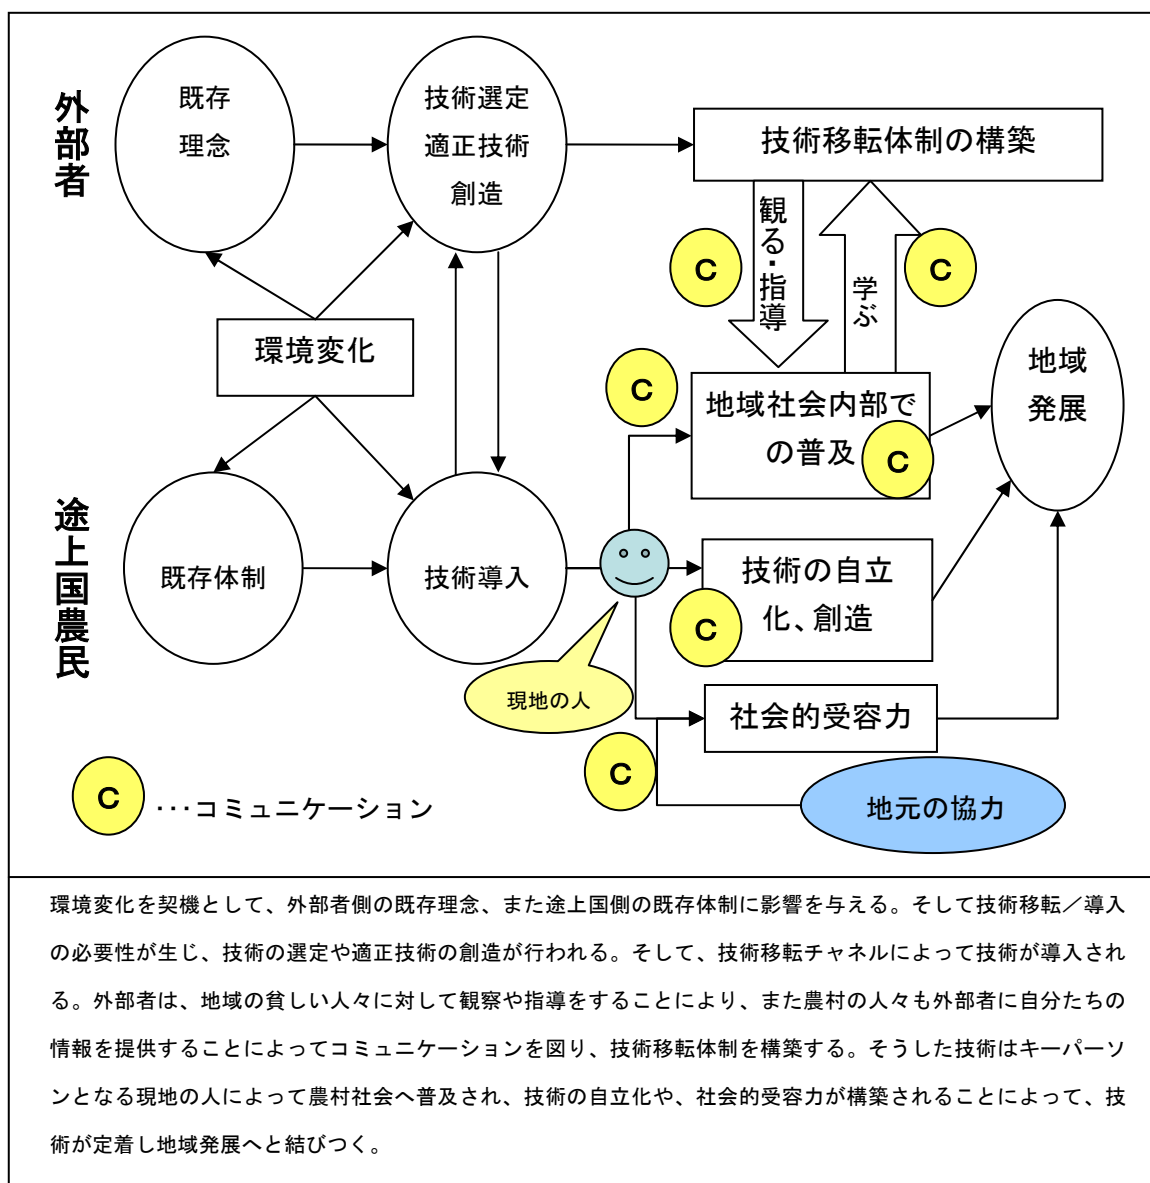 外部者
既存
理念
技術選定
適正技術
創造
技術移転体制の構築
観る・指導
学ぶ
C
C
環境変化
C
地域社会内部で
の普及
C
地域
発展
途上国農民
既存体制
技術導入
技術の自立
化、創造
C
現地の人
社会的受容力
C
地元の協力
C
···コミュニケーション
環境変化を契機として、外部者側の既存理念、また途上国側の既存体制に影響を与える。そして技術移転／導入
の必要性が生じ、技術の選定や適正技術の創造が行われる。そして、技術移転チャネルによって技術が導入され
る。外部者は、地域の貧しい人々に対して観察や指導をすることにより、また農村の人々も外部者に自分たちの
情報を提供することによってコミュニケーションを図り、技術移転体制を構築する。そうした技術はキーパーソ
ンとなる現地の人によって農村社会へ普及され、技術の自立化や、社会的受容力が構築されることによって、技
術が定着し地域発展へと結びつく。